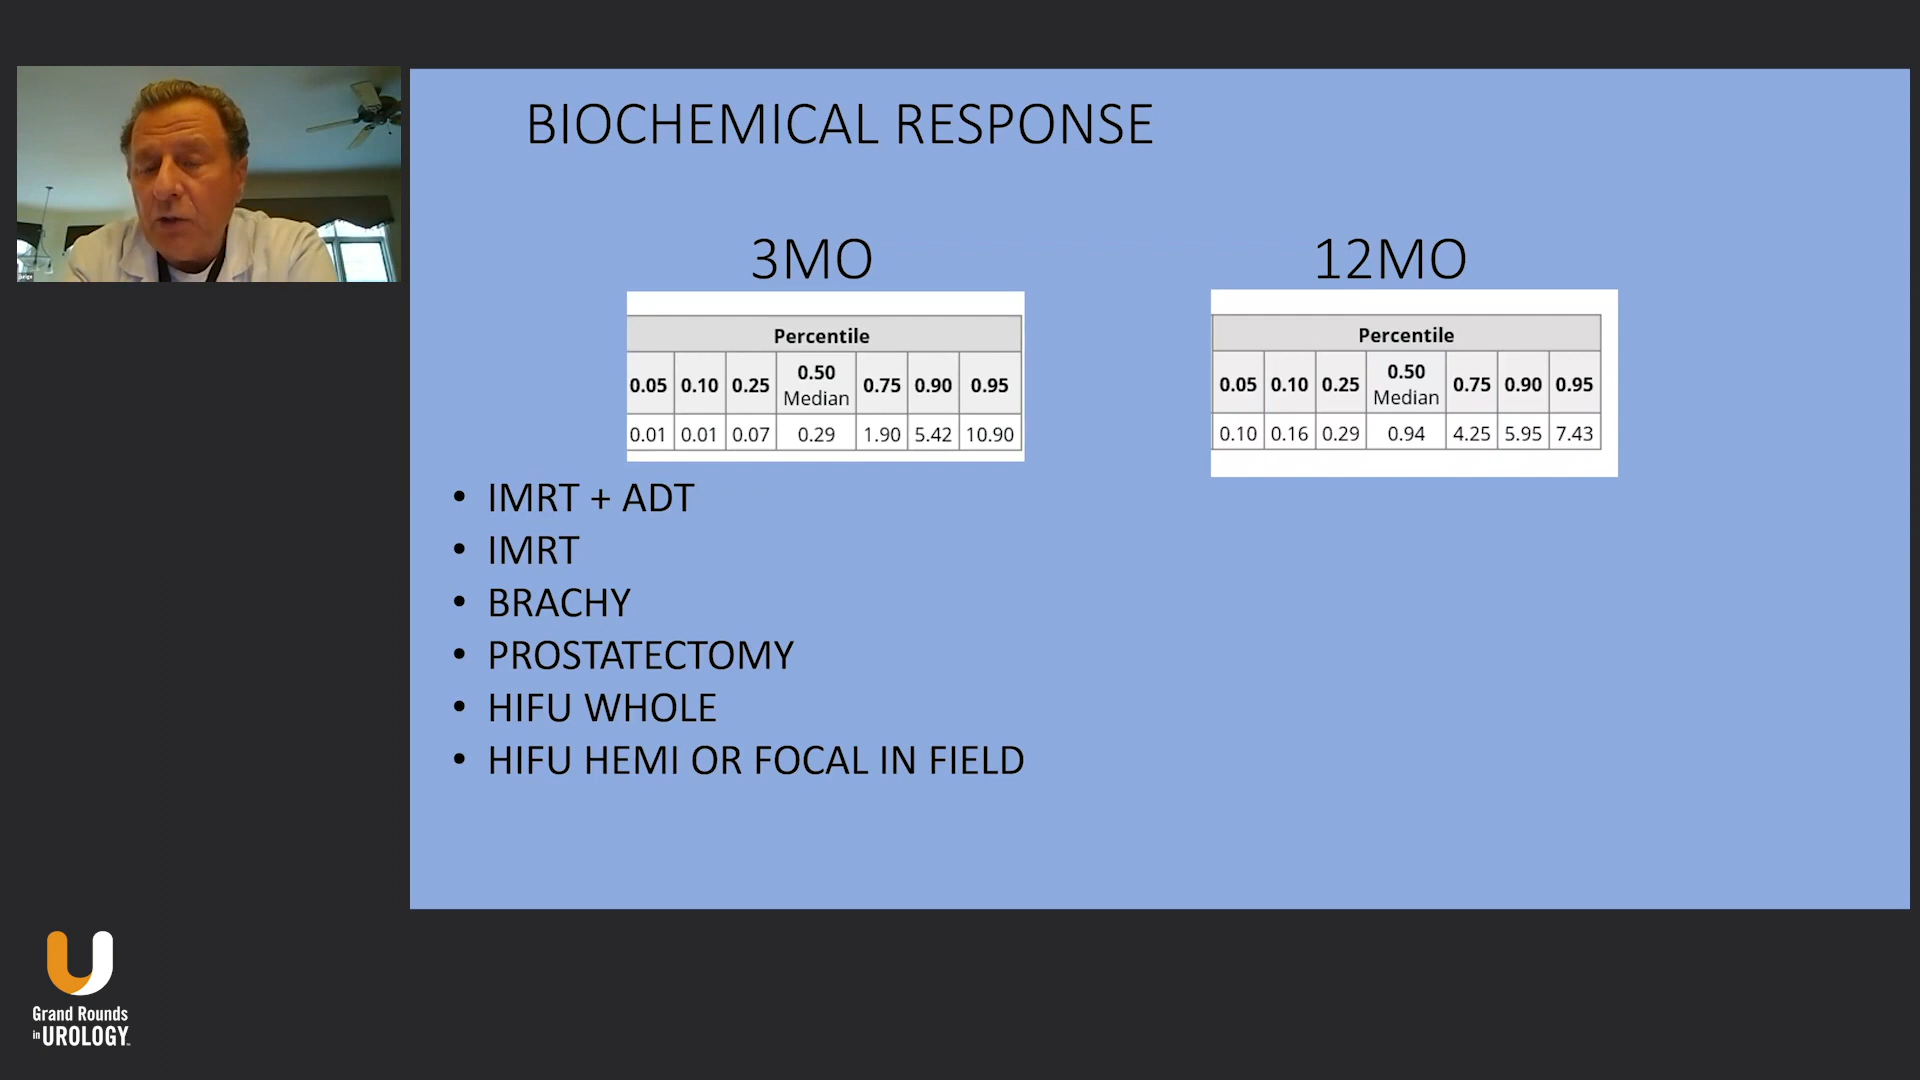 BIOCHEMICAL RESPONSE
3MO
Percentile
0.05 0.10 0.25 0.50 Median 0.75 0.90 0.95
0.01 0.01 0.07 0.29 1.90 5.42 10.90
12MO
Percentile
0.05 0.10 0.25 0.50 Median 0.75 0.90 0.95
0.10 0.16 0.29 0.94 4.25 5.95 7.43
• IMRT + ADT
• IMRT
• BRACHY
• PROSTATECTOMY
• HIFU WHOLE
• HIFU HEMI OR FOCAL IN FIELD
Grand Rounds
in UROLOGY